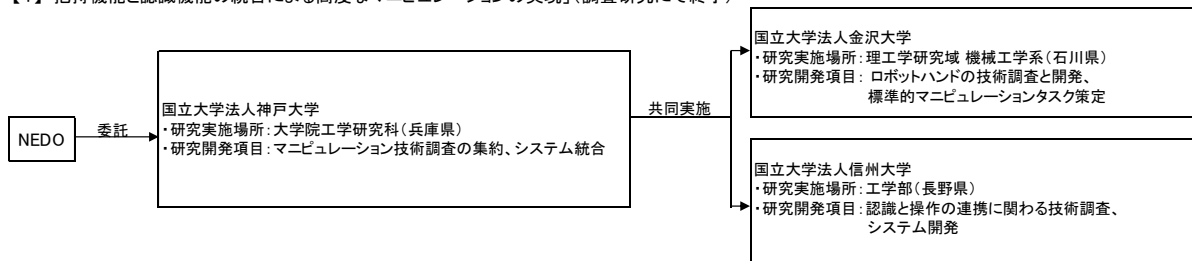 把持機能と認識機能の統合による高度なマニピュレーションの実現」(調査研究にて終了)
国立大学法人金沢大学
・研究実施場所:理工学研究域 機械工学系(石川県)
・研究開発項目: ロボットハンドの技術調査と開発、
標準的マニピュレーションタスク策定
NEDO
委託
国立大学法人神戸大学
・研究実施場所:大学院工学研究科(兵庫県)
・研究開発項目:マニピュレーション技術調査の集約、システム統合
共同実施
国立大学法人信州大学
・研究実施場所:工学部(長野県)
・研究開発項目:認識と操作の連携に関わる技術調査、
システム開発